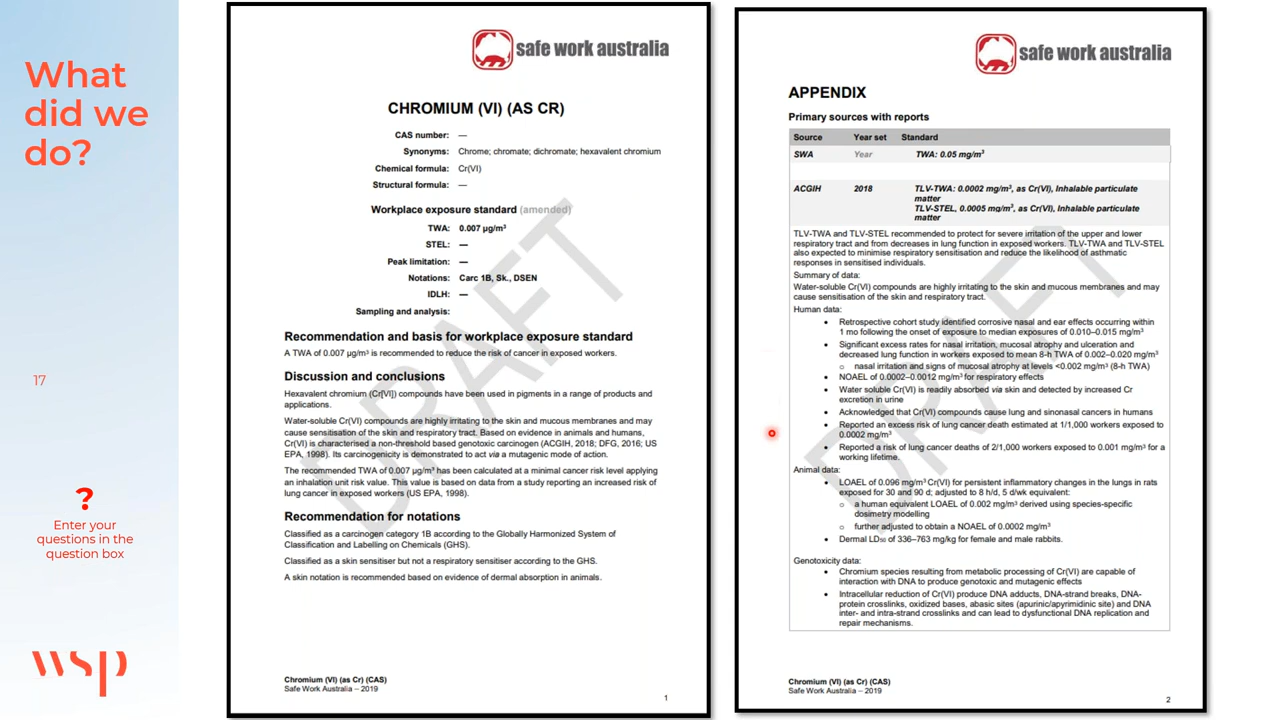 What
did we
do?
17
?
Enter your
questions in the
question box
wsp
safe work australia
CHROMIUM (VI) (AS CR)
CAS number: —
Synonyms: Chrome; chromate; dichromate; hexavalent chromium
Chemical formula: Cr(VI)
Structural formula: —
Workplace exposure standard (amended)
TWA: 0.007 µg/m³
STEL: —
Peak limitation: —
Notations: Carc 1B, Sk., DSEN
IDLH: —
Sampling and analysis:
Recommendation and basis for workplace exposure standard
A TWA of 0.007 µg/m³ is recommended to reduce the risk of cancer in exposed workers.
Discussion and conclusions
Hexavalent chromium (Cr[VI]) compounds have been used in pigments in a range of products and
applications.
Water-soluble Cr(VI) compounds are highly irritating to the skin and mucous membranes and may
cause sensitisation of the skin and respiratory tract. Based on evidence in animals and humans,
Cr(VI) is characterised a non-threshold based genotoxic carcinogen (ACGIH, 2018; DFG, 2016; US
EPA, 1998). Its carcinogenicity is demonstrated to act via a mutagenic mode of action.
The recommended TWA of 0.007 µg/m³ has been calculated at a minimal cancer risk level applying
an inhalation unit risk value. This value is based on data from a study reporting an increased risk of
lung cancer in exposed workers (US EPA, 1998).
Recommendation for notations
Classified as a carcinogen category 1B according to the Globally Harmonized System of
Classification and Labelling on Chemicals (GHS).
Classified as a skin sensitiser but not a respiratory sensitiser according to the GHS.
A skin notation is recommended based on evidence of dermal absorption in animals.
DRAFT
Chromium (VI) (as Cr) (CAS)
Safe Work Australia – 2019
1
safe work australia
APPENDIX
Primary sources with reports
Source Year set Standard
SWA Year TWA: 0.05 mg/m³
ACGIH 2018 TLV-TWA: 0.0002 mg/m³, as Cr(VI), Inhalable particulate
matter
TLV-STEL, 0.0005 mg/m³, as Cr(VI), Inhalable particulate
matter
TLV-TWA and TLV-STEL recommended to protect for severe irritation of the upper and lower
respiratory tract and from decreases in lung function in exposed workers. TLV-TWA and TLV-STEL
also expected to minimise respiratory sensitisation and reduce the likelihood of asthmatic
responses in sensitised individuals.
Summary of data:
Water-soluble Cr(VI) compounds are highly irritating to the skin and mucous membranes and may
cause sensitisation of the skin and respiratory tract.
Human data:
• Retrospective cohort study identified corrosive nasal and ear effects occurring within
1 mo following the onset of exposure to median exposures of 0.010–0.015 mg/m³
• Significant excess rates for nasal irritation, mucosal atrophy and ulceration and
decreased lung function in workers exposed to mean 8-h TWA of 0.002–0.020 mg/m³
o nasal irritation and signs of mucosal atrophy at levels <0.002 mg/m³ (8-h TWA)
• NOAEL of 0.0002–0.0012 mg/m³ for respiratory effects
• Water soluble Cr(VI) is readily absorbed via skin and detected by increased Cr
excretion in urine
• Acknowledged that Cr(VI) compounds cause lung and sinonasal cancers in humans
• Reported an excess risk of lung cancer death estimated at 1/1,000 workers exposed to
0.0002 mg/m³
• Reported a risk of lung cancer deaths of 2/1,000 workers exposed to 0.001 mg/m³ for a
working lifetime.
Animal data:
• LOAEL of 0.096 mg/m³ Cr(VI) for persistent inflammatory changes in the lungs in rats
exposed for 30 and 90 d; adjusted to 8 h/d, 5 d/wk equivalent:
o a human equivalent LOAEL of 0.002 mg/m³ derived using species-specific
dosimetry modelling
o further adjusted to obtain a NOAEL of 0.0002 mg/m³
• Dermal LD₅₀ of 336–763 mg/kg for female and male rabbits.
Genotoxicity data:
• Chromium species resulting from metabolic processing of Cr(VI) are capable of
interaction with DNA to produce genotoxic and mutagenic effects
• Intracellular reduction of Cr(VI) produce DNA adducts, DNA-strand breaks, DNA-
protein crosslinks, oxidized bases, abasic sites (apurinic/apyrimidinic site) and DNA
inter- and intra-strand crosslinks and can lead to dysfunctional DNA replication and
repair mechanisms.
DRAFT
Chromium (VI) (as Cr) (CAS)
Safe Work Australia – 2019
2